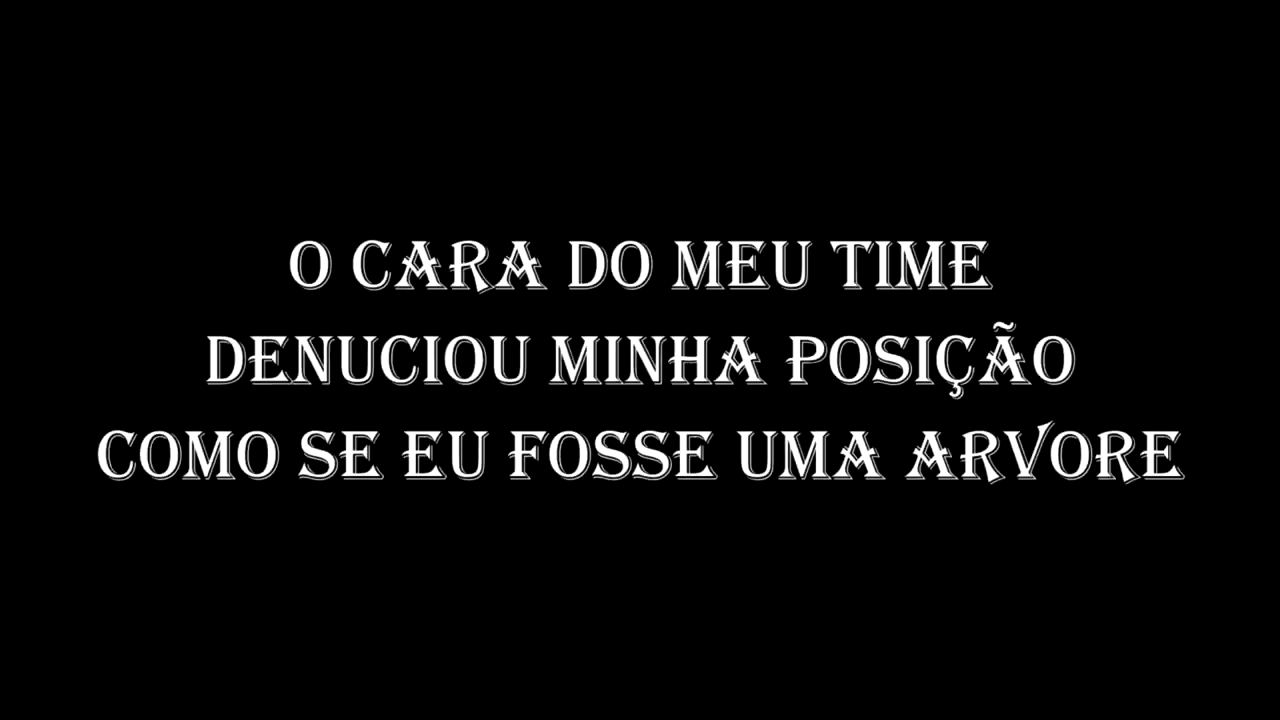 O CARA DO MEU TIME
DENUCIOU MINHA POSIÇÃO
COMO SE EU FOSSE UMA ARVORE